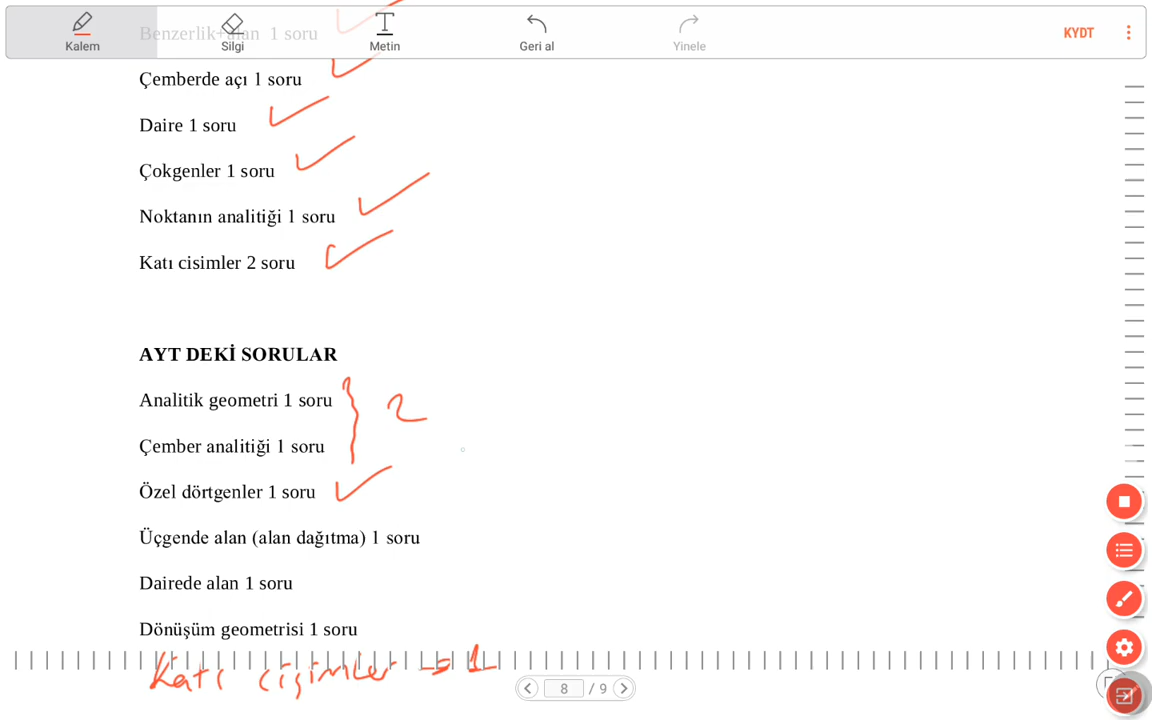 Kalem
Silgi
Metin
Geri al
Yinele
KYDT
Benzerlik+alan 1 soru
Çemberde açı 1 soru
Daire 1 soru
Çokgenler 1 soru
Noktanın analitiği 1 soru
Katı cisimler 2 soru
AYT DEKİ SORULAR
Analitik geometri 1 soru
2
Çember analitiği 1 soru
Özel dörtgenler 1 soru
Üçgende alan (alan dağıtma) 1 soru
Dairede alan 1 soru
Dönüşüm geometrisi 1 soru
Katı cişimler → 1
8 / 9